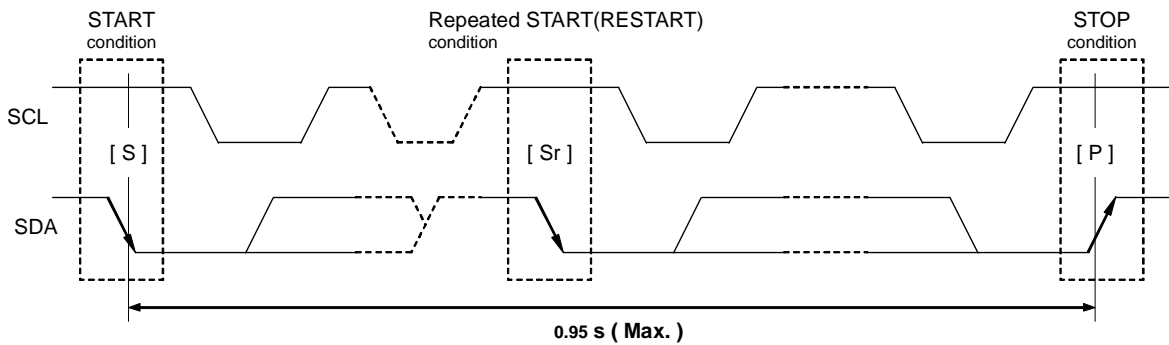 START
condition
Repeated START(RESTART)
condition
STOP
condition
SCL
[ S ]
[ Sr ]
[ P ]
SDA
0.95 s ( Max. )